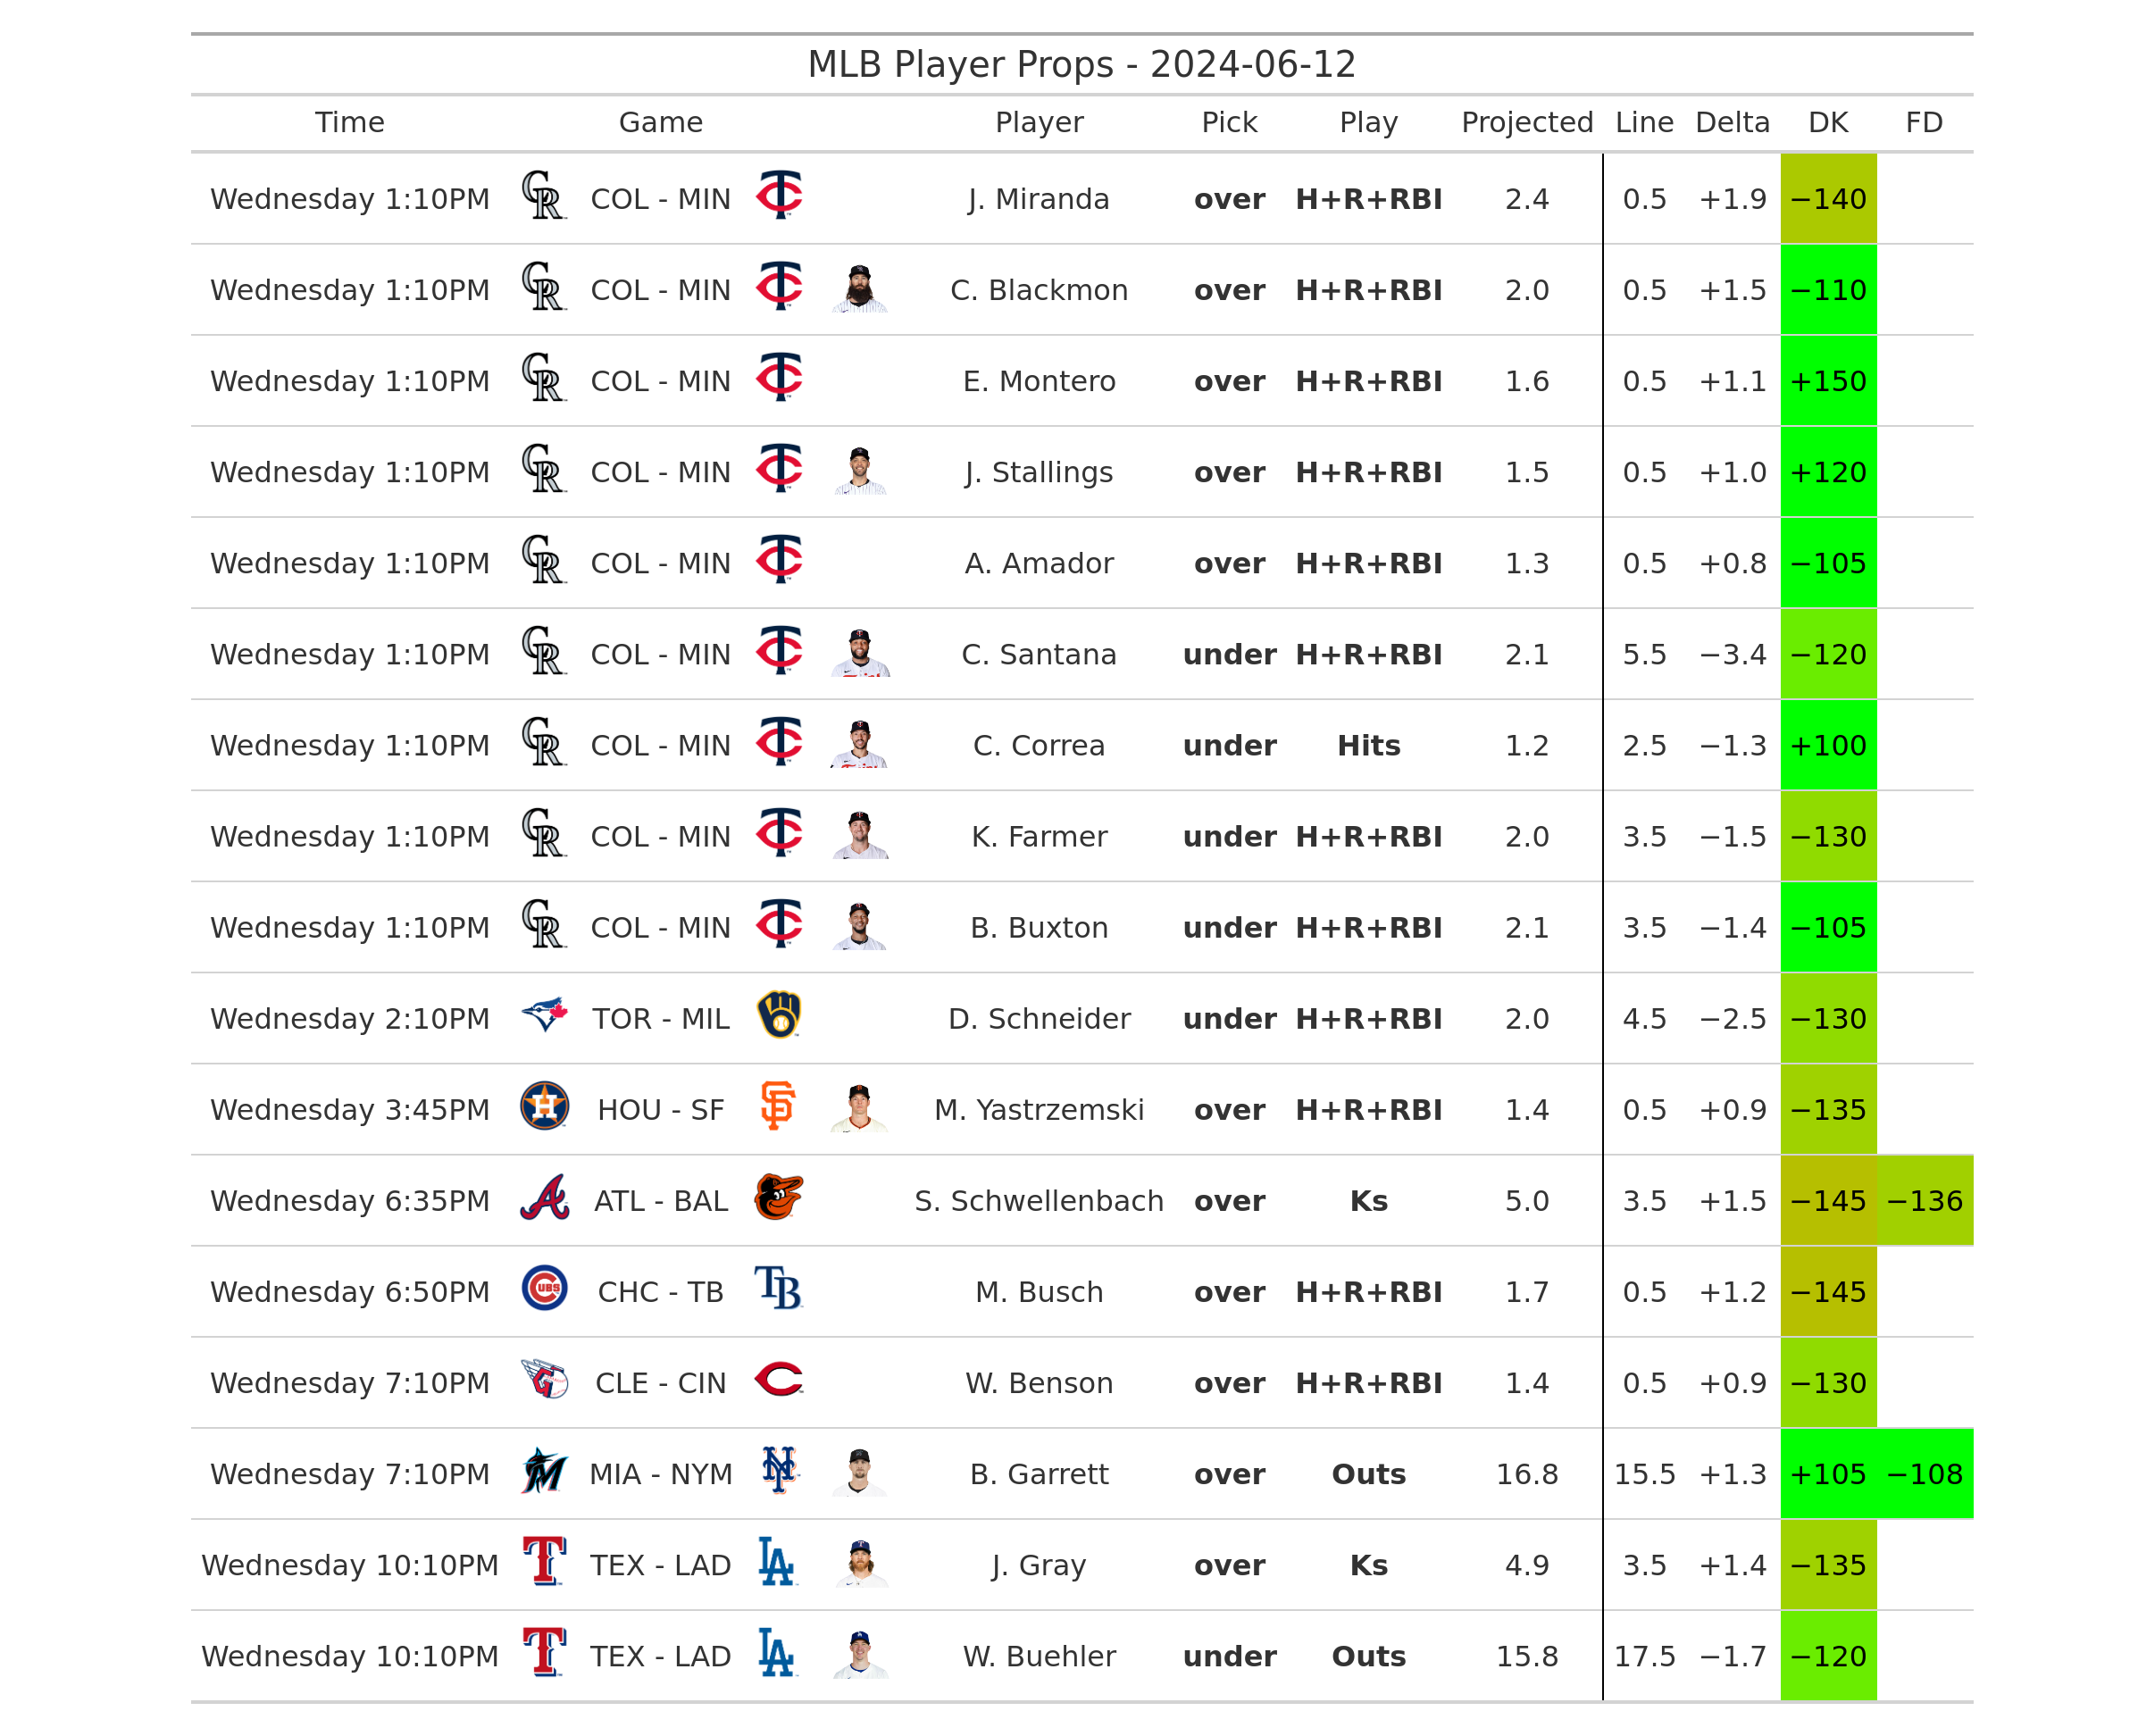 MLB Player Props - 2024-06-12
Time Game Player Pick Play Projected Line Delta DK FD
Wednesday 1:10PM COL - MIN J. Miranda over H+R+RBI 2.4 0.5 +1.9 −140
Wednesday 1:10PM COL - MIN C. Blackmon over H+R+RBI 2.0 0.5 +1.5 −110
Wednesday 1:10PM COL - MIN E. Montero over H+R+RBI 1.6 0.5 +1.1 +150
Wednesday 1:10PM COL - MIN J. Stallings over H+R+RBI 1.5 0.5 +1.0 +120
Wednesday 1:10PM COL - MIN A. Amador over H+R+RBI 1.3 0.5 +0.8 −105
Wednesday 1:10PM COL - MIN C. Santana under H+R+RBI 2.1 5.5 −3.4 −120
Wednesday 1:10PM COL - MIN C. Correa under Hits 1.2 2.5 −1.3 +100
Wednesday 1:10PM COL - MIN K. Farmer under H+R+RBI 2.0 3.5 −1.5 −130
Wednesday 1:10PM COL - MIN B. Buxton under H+R+RBI 2.1 3.5 −1.4 −105
Wednesday 2:10PM TOR - MIL D. Schneider under H+R+RBI 2.0 4.5 −2.5 −130
Wednesday 3:45PM HOU - SF M. Yastrzemski over H+R+RBI 1.4 0.5 +0.9 −135
Wednesday 6:35PM ATL - BAL S. Schwellenbach over Ks 5.0 3.5 +1.5 −145 −136
Wednesday 6:50PM CHC - TB M. Busch over H+R+RBI 1.7 0.5 +1.2 −145
Wednesday 7:10PM CLE - CIN W. Benson over H+R+RBI 1.4 0.5 +0.9 −130
Wednesday 7:10PM MIA - NYM B. Garrett over Outs 16.8 15.5 +1.3 +105 −108
Wednesday 10:10PM TEX - LAD J. Gray over Ks 4.9 3.5 +1.4 −135
Wednesday 10:10PM TEX - LAD W. Buehler under Outs 15.8 17.5 −1.7 −120